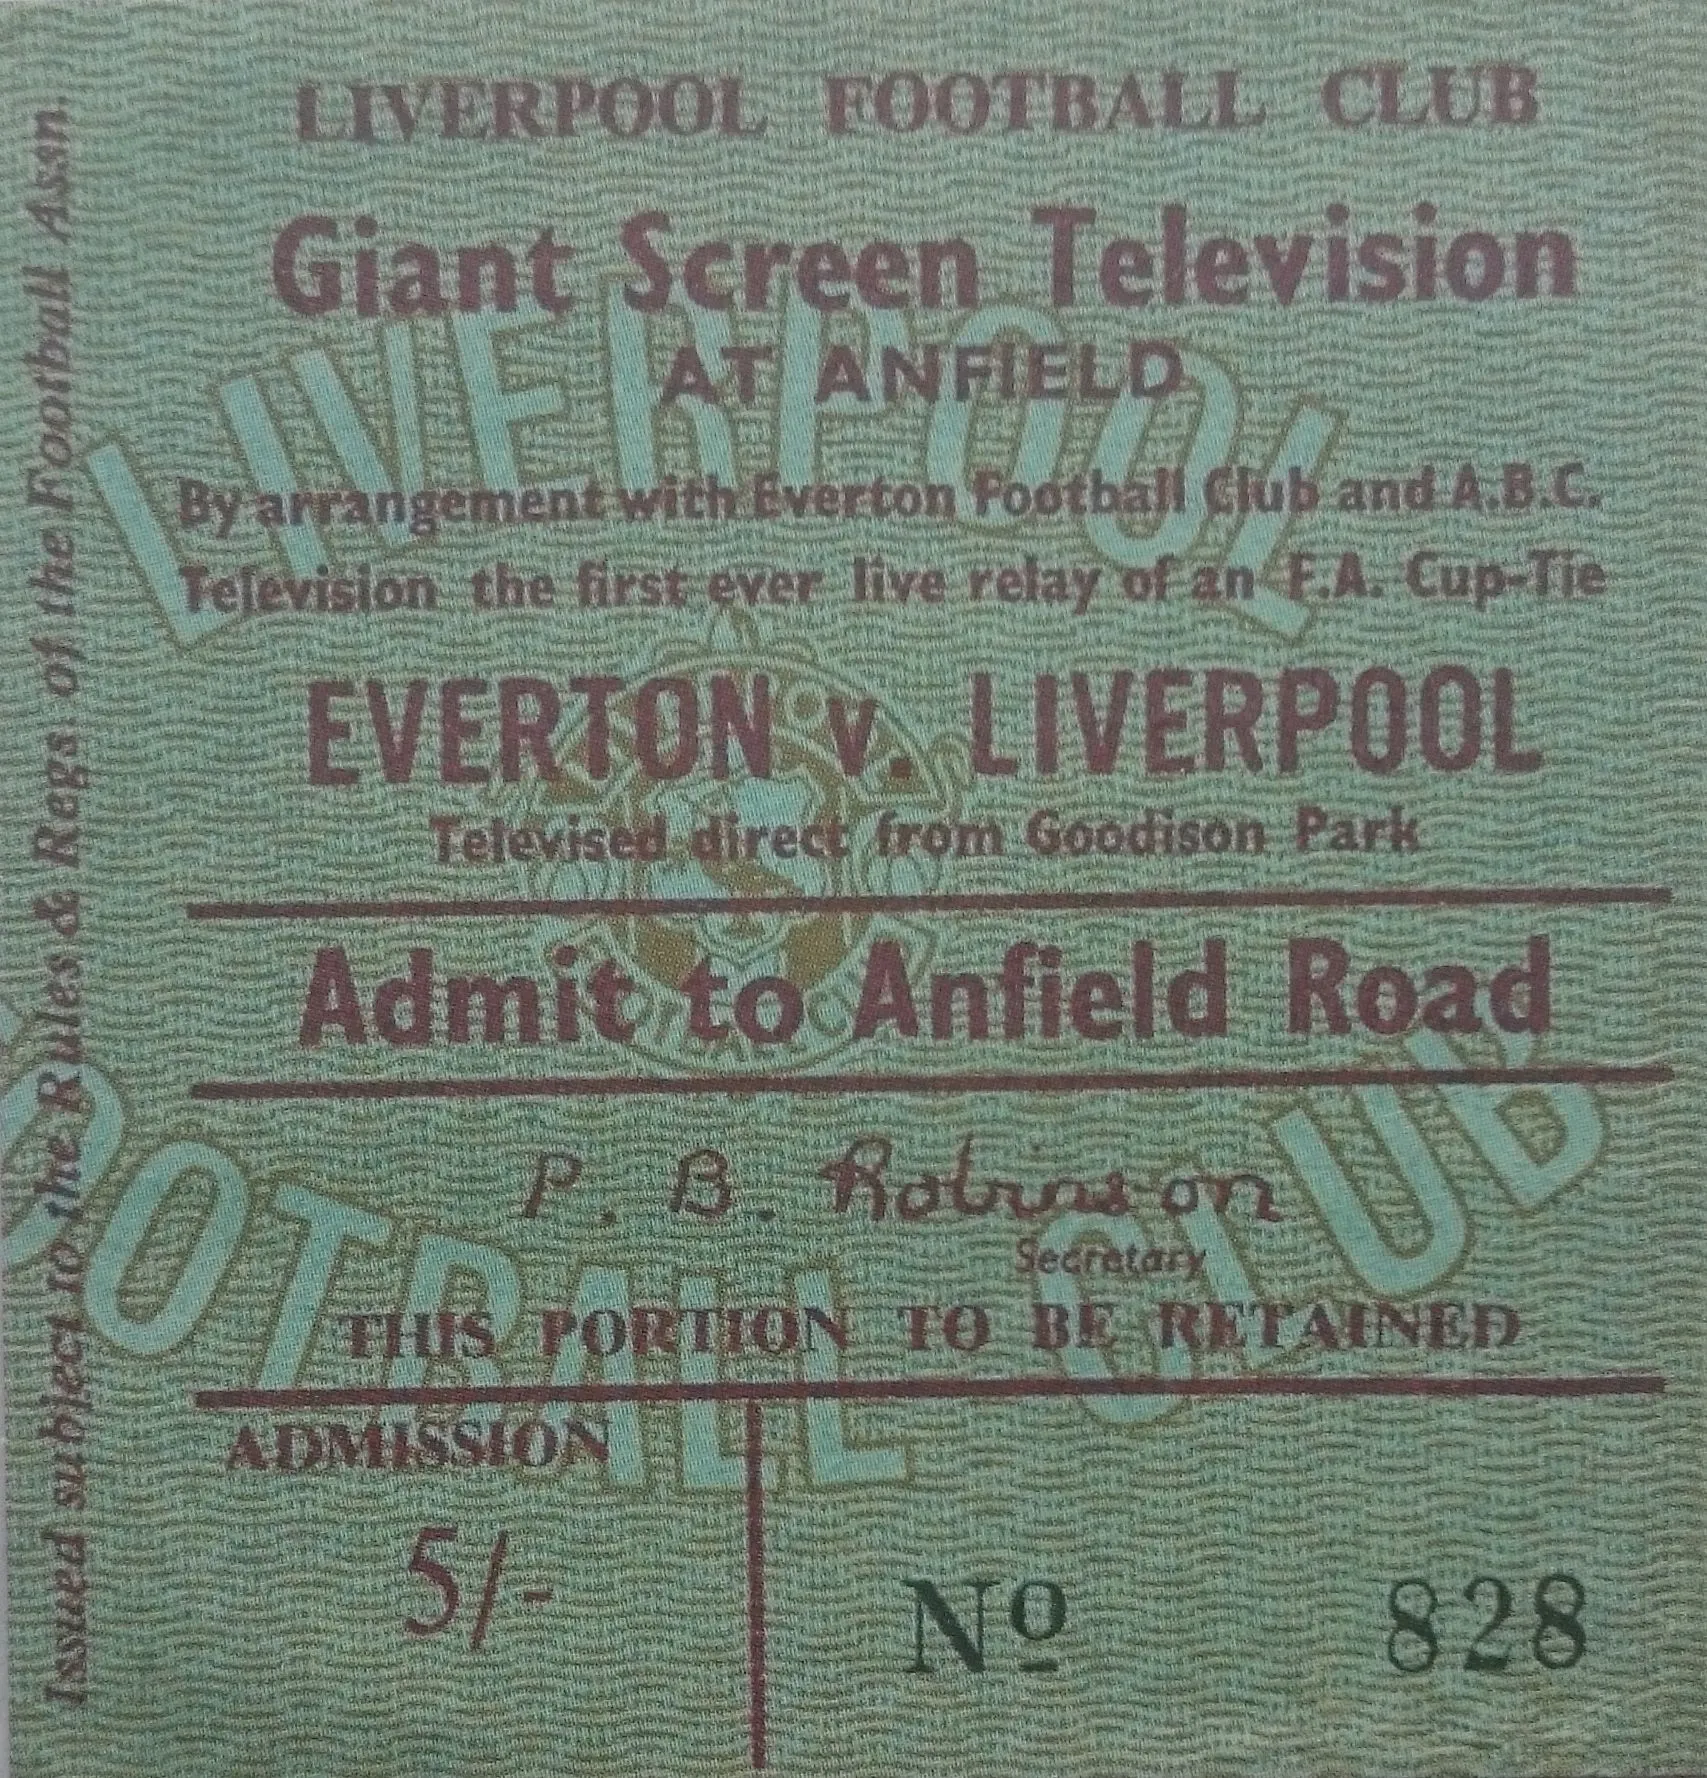 LIVERPOOL FOOTBALL CLUB
Giant Screen Television
AT ANFIELD
By arrangement with Everton Football Club and A.B.C.
Television the first ever live relay of an F.A. Cup-Tie
EVERTON v. LIVERPOOL
Televised direct from Goodison Park
Admit to Anfield Road
P. B. Robinson
Secretary
THIS PORTION TO BE RETAINED
ADMISSION
5/-
Nº 828
Issued subject to the Rules & Regs of the Football Assn.
LIVERPOOL
FOOTBALL CLUB